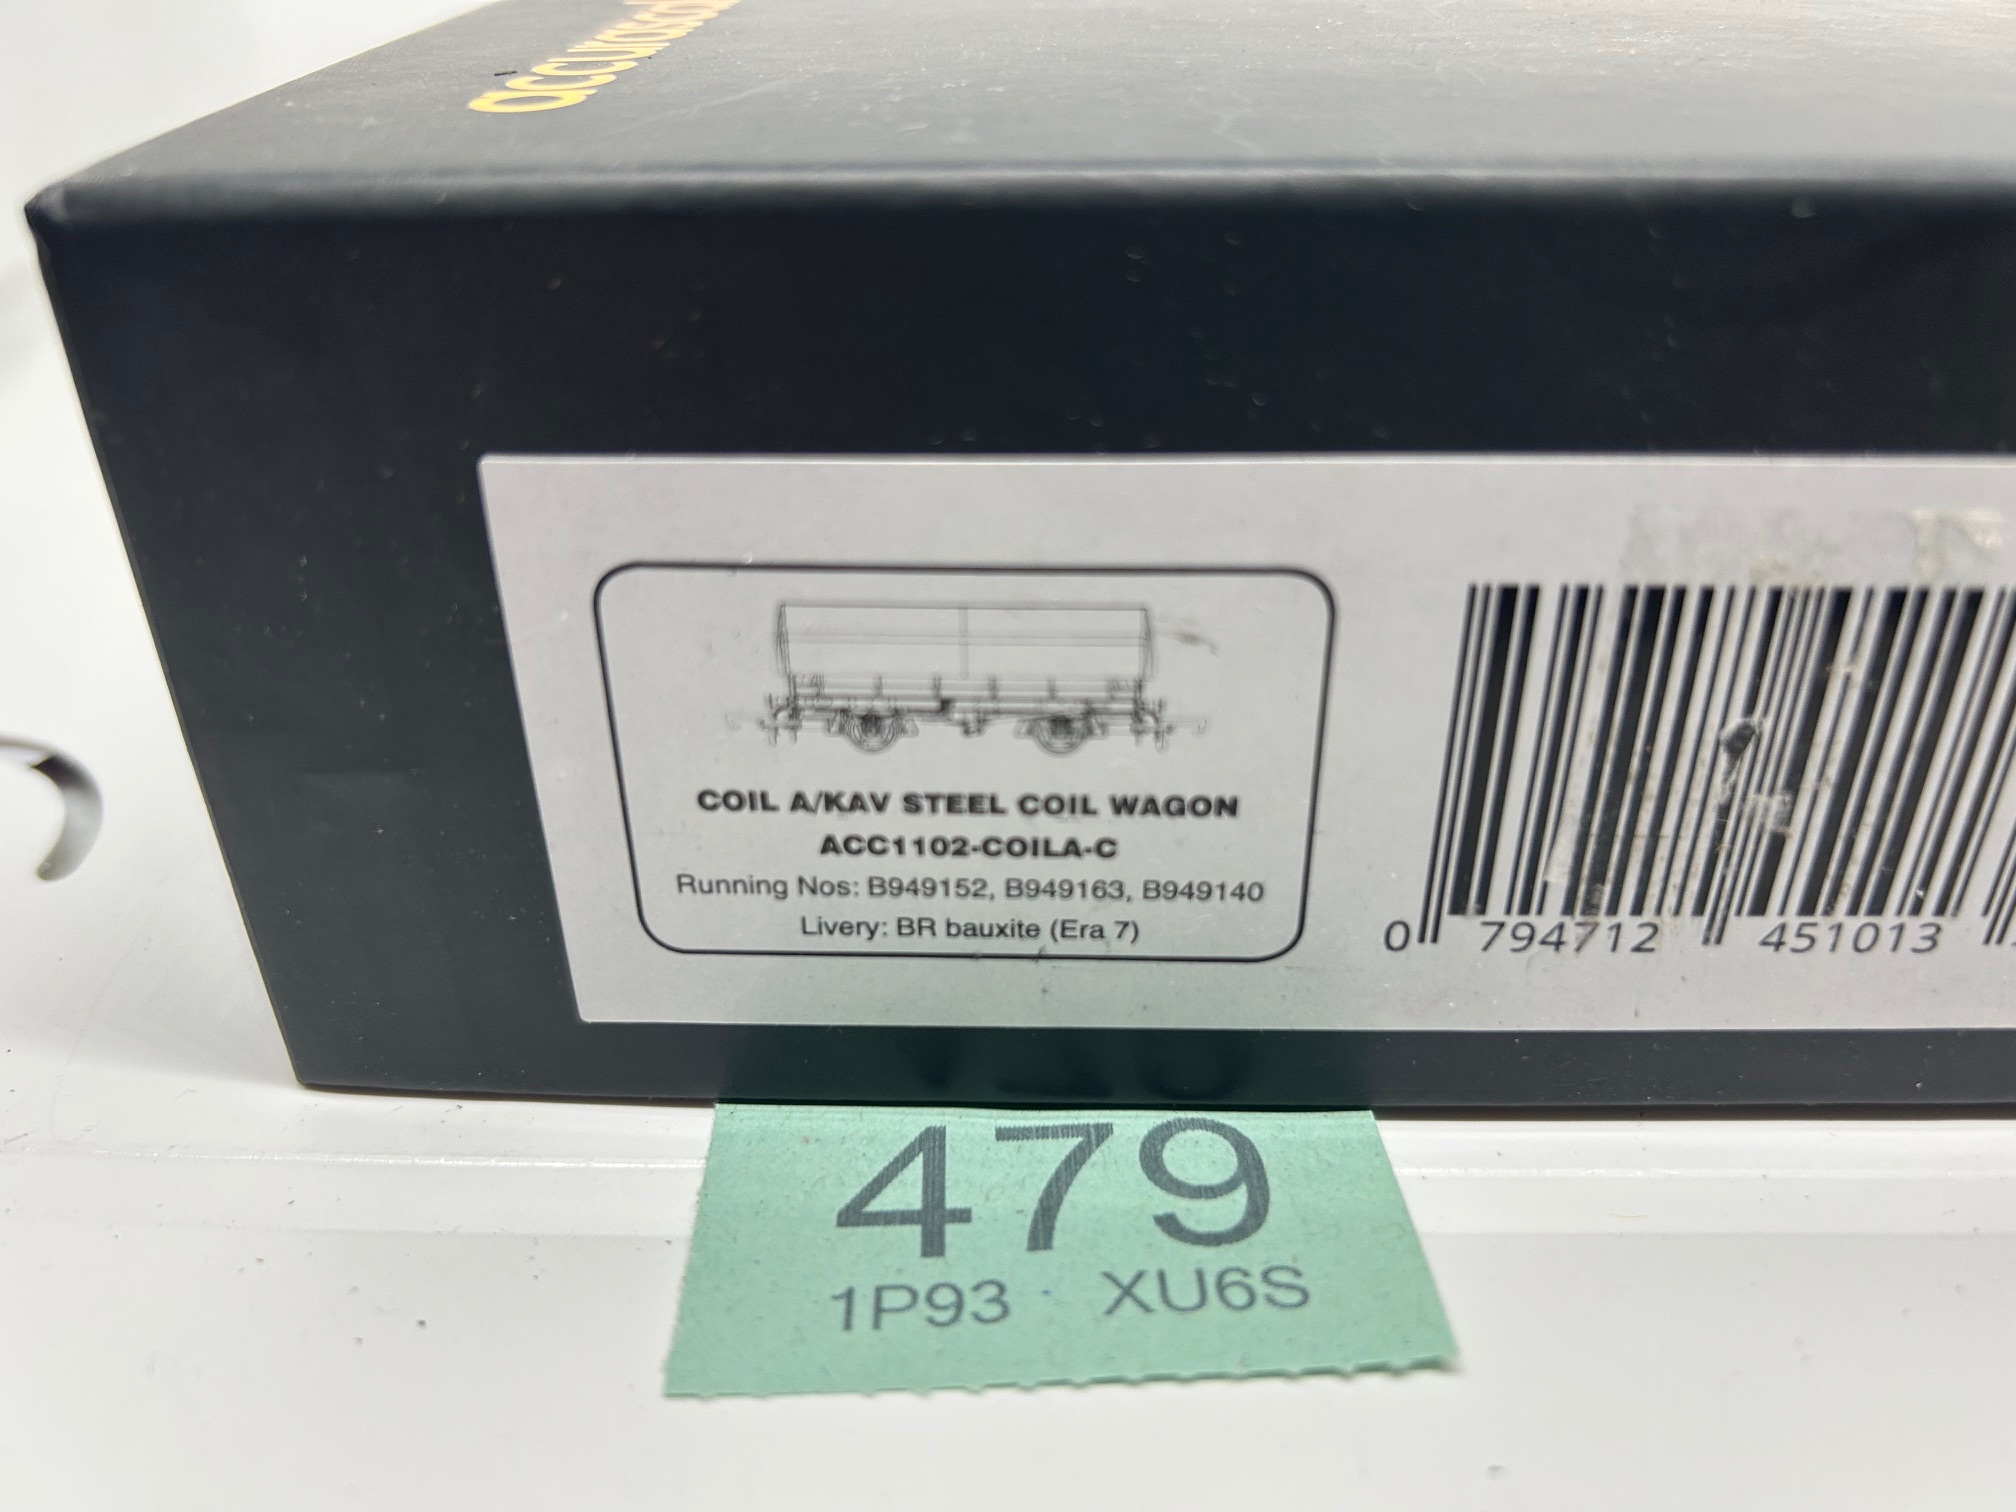 accurasc
COIL A/KAV STEEL COIL WAGON
ACC1102-COILA-C
Running Nos: B949152, B949163, B949140
Livery: BR bauxite (Era 7)
0 794712 451013
479
1P93 XU6S